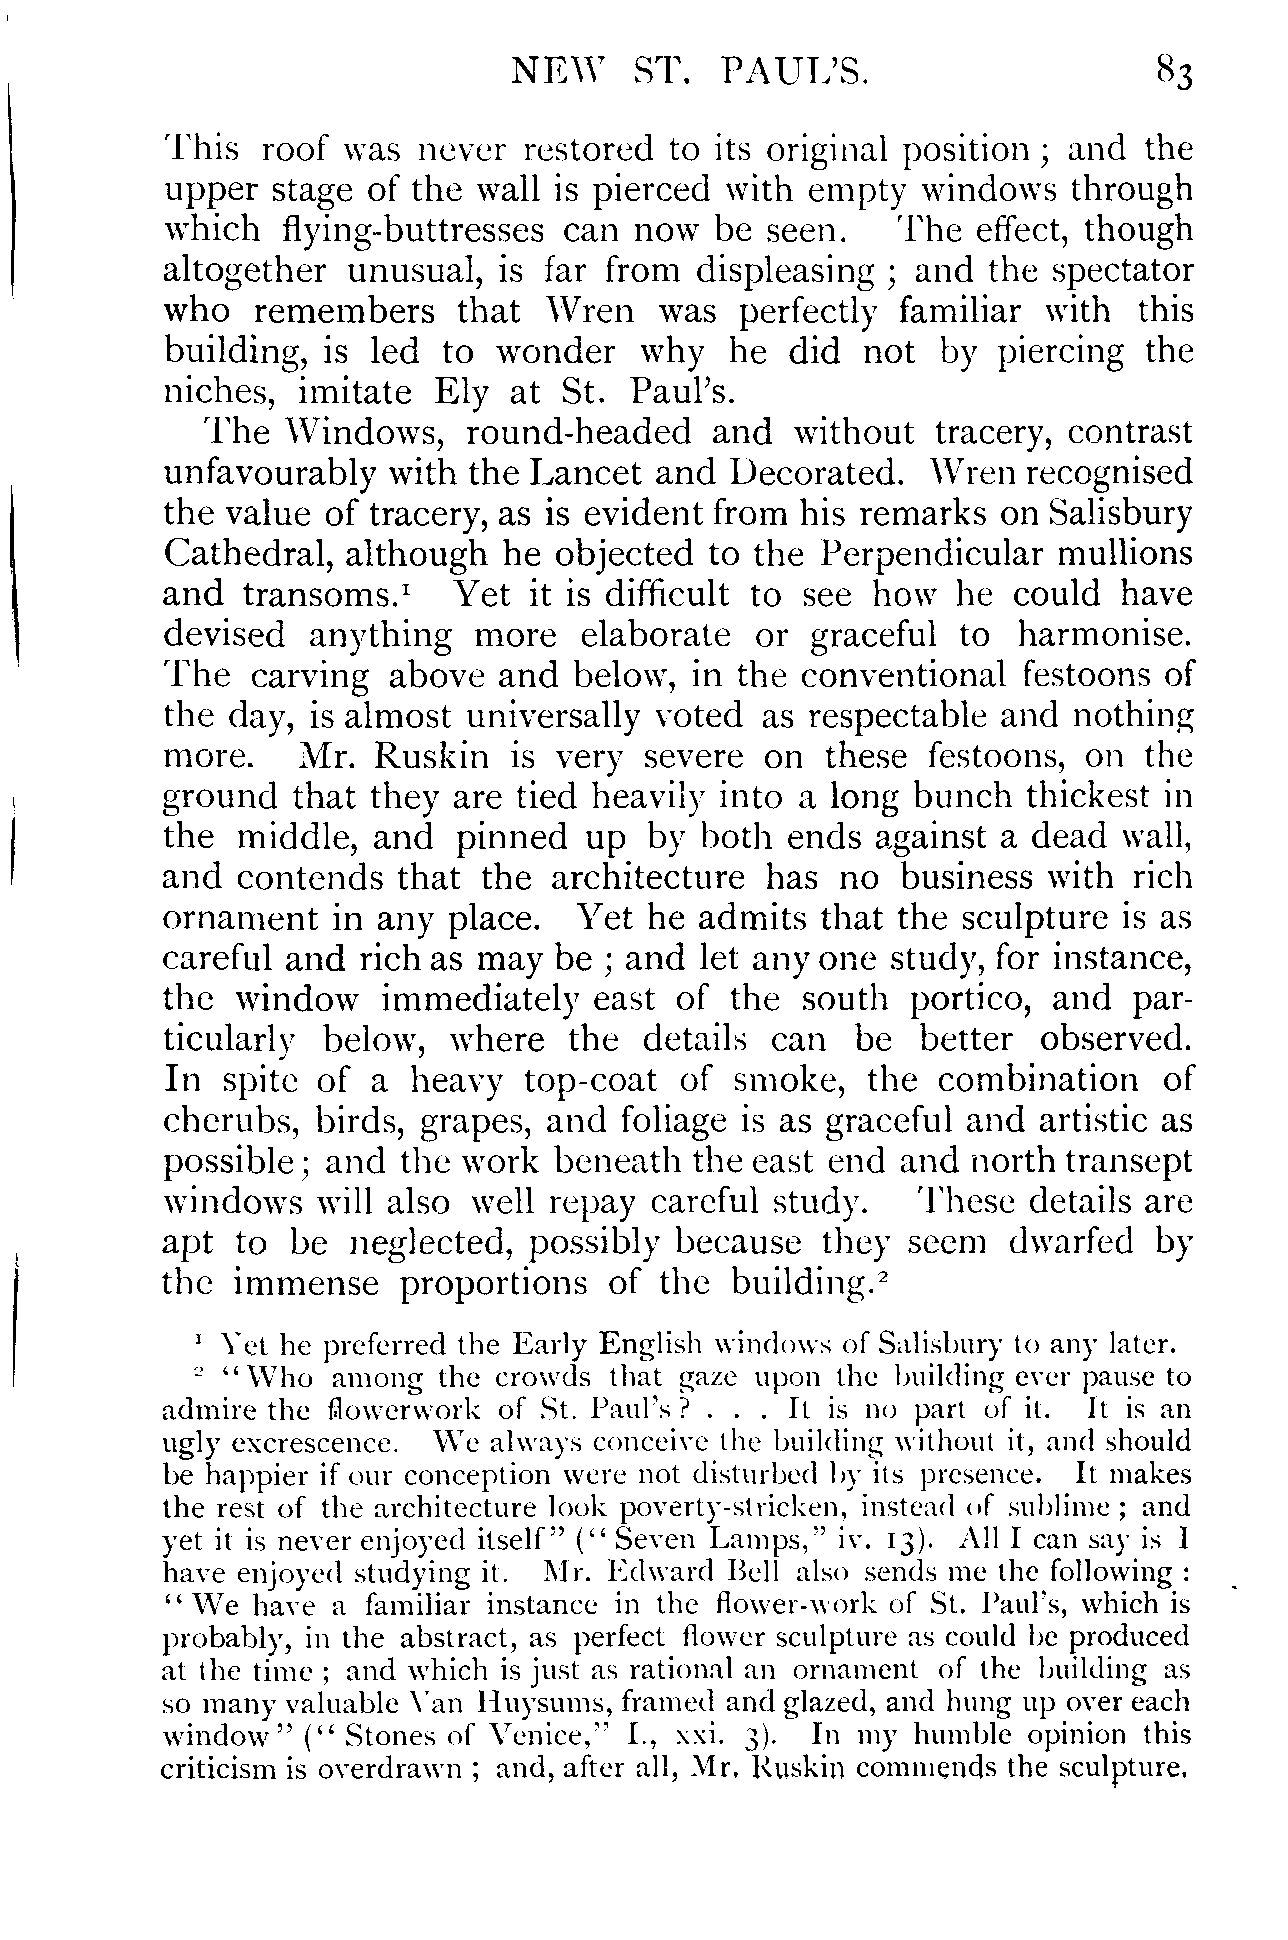 NEW ST. PAUL'S. 83
This roof was never restored to its original position ; and the
upper stage of the wall is pierced with empty windows through
which flying-buttresses can now be seen. The effect, though
altogether unusual, is far from displeasing ; and the spectator
who remembers that Wren was perfectly familiar with this
building, is led to wonder why he did not by piercing the
niches, imitate Ely at St. Paul's.
The Windows, round-headed and without tracery, contrast
unfavourably with the Lancet and Decorated. Wren recognised
the value of tracery, as is evident from his remarks on Salisbury
Cathedral, although he objected to the Perpendicular mullions
and transoms.¹ Yet it is difficult to see how he could have
devised anything more elaborate or graceful to harmonise.
The carving above and below, in the conventional festoons of
the day, is almost universally voted as respectable and nothing
more. Mr. Ruskin is very severe on these festoons, on the
ground that they are tied heavily into a long bunch thickest in
the middle, and pinned up by both ends against a dead wall,
and contends that the architecture has no business with rich
ornament in any place. Yet he admits that the sculpture is as
careful and rich as may be ; and let any one study, for instance,
the window immediately east of the south portico, and par-
ticularly below, where the details can be better observed.
In spite of a heavy top-coat of smoke, the combination of
cherubs, birds, grapes, and foliage is as graceful and artistic as
possible ; and the work beneath the east end and north transept
windows will also well repay careful study. These details are
apt to be neglected, possibly because they seem dwarfed by
the immense proportions of the building.²
¹ Yet he preferred the Early English windows of Salisbury to any later.
² “Who among the crowds that gaze upon the building ever pause to
admire the flowerwork of St. Paul's ? . . . It is no part of it. It is an
ugly excrescence. We always conceive the building without it, and should
be happier if our conception were not disturbed by its presence. It makes
the rest of the architecture look poverty-stricken, instead of sublime ; and
yet it is never enjoyed itself” (“ Seven Lamps,” iv. 13). All I can say is I
have enjoyed studying it. Mr. Edward Bell also sends me the following :
“ We have a familiar instance in the flower-work of St. Paul's, which is
probably, in the abstract, as perfect flower sculpture as could be produced
at the time ; and which is just as rational an ornament of the building as
so many valuable Van Huysums, framed and glazed, and hung up over each
window ” (“ Stones of Venice,” I., xxi. 3). In my humble opinion this
criticism is overdrawn ; and, after all, Mr. Ruskin commends the sculpture.